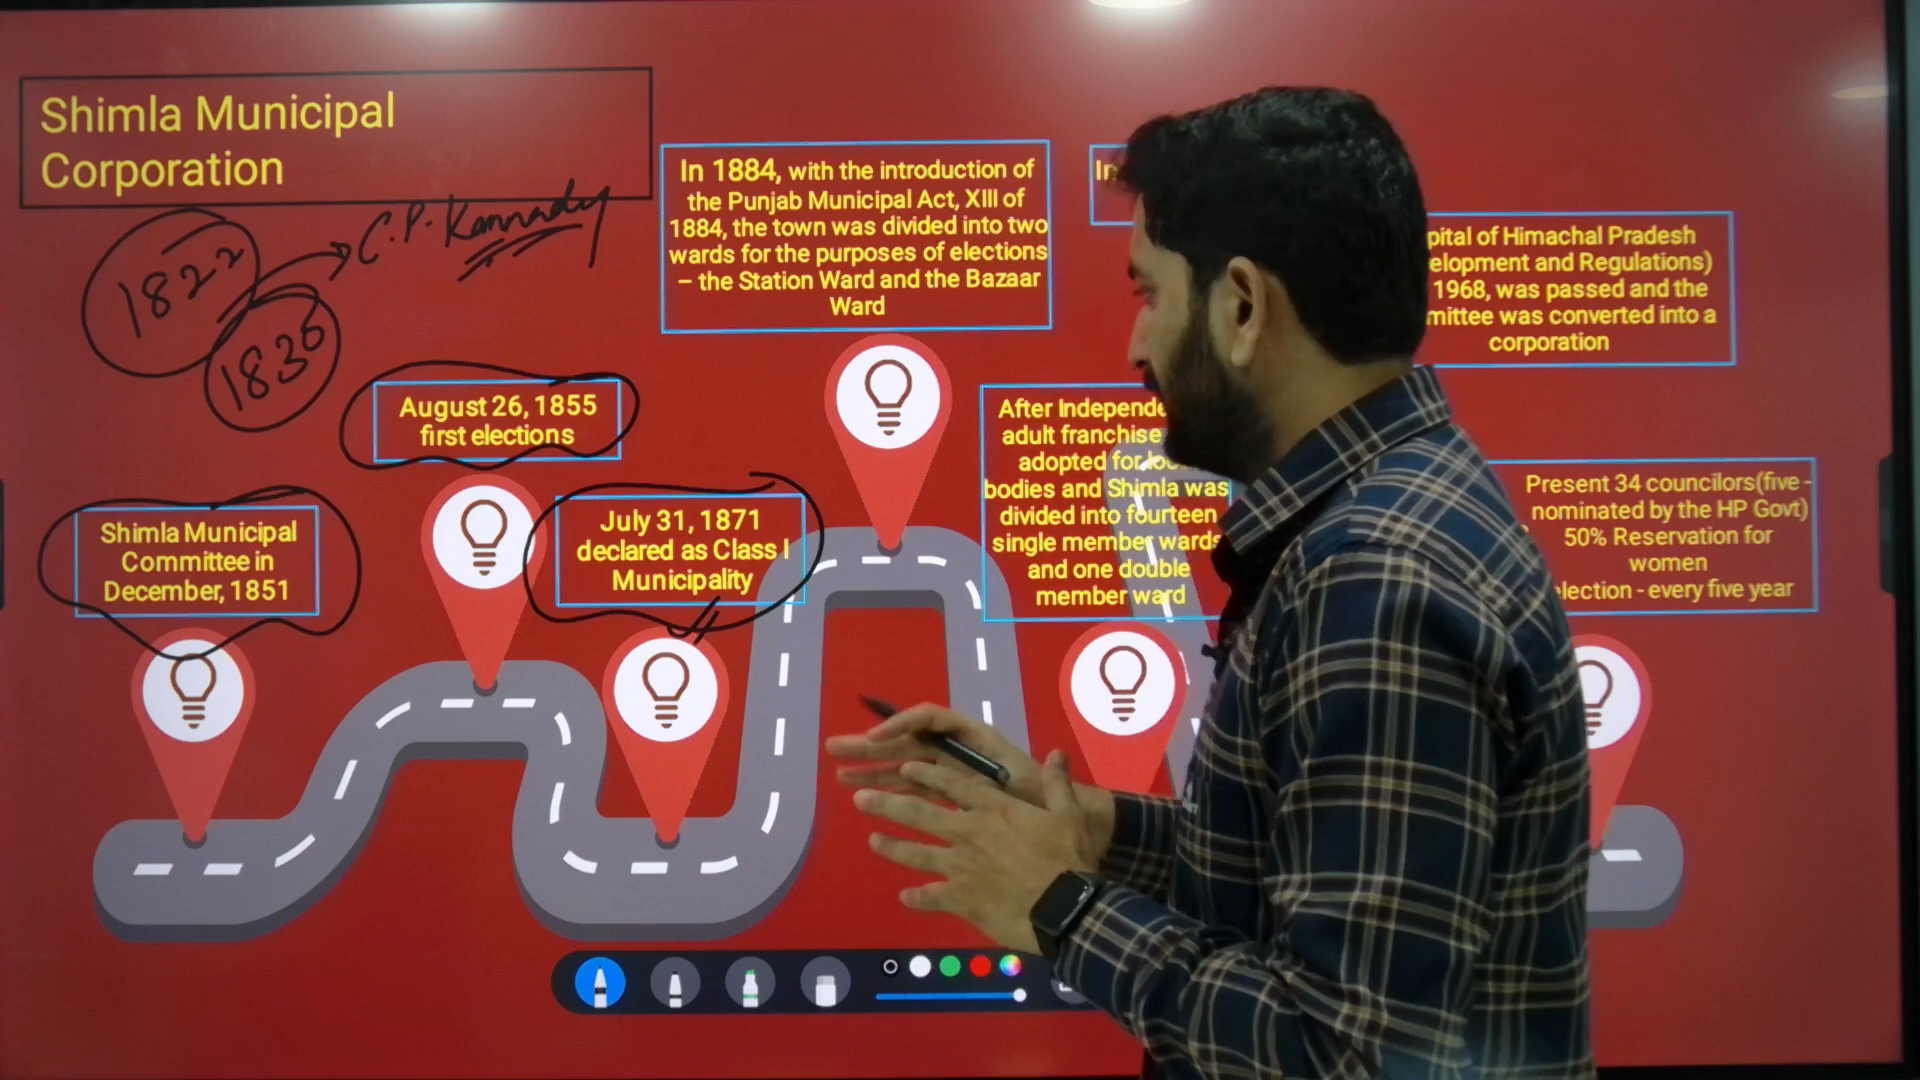 Shimla Municipal
Corporation
1822
C.P. Kannady
1830
Shimla Municipal
Committee in
December, 1851
August 26, 1855
first elections
July 31, 1871
declared as Class I
Municipality
In 1884, with the introduction of
the Punjab Municipal Act, XIII of
1884, the town was divided into two
wards for the purposes of elections
– the Station Ward and the Bazaar
Ward
In
After Independe
adult franchise
adopted for
bodies and Shimla was
divided into fourteen
single member wards
and one double
member ward
pital of Himachal Pradesh
elopment and Regulations)
1968, was passed and the
mittee was converted into a
corporation
Present 34 councilors(five -
nominated by the HP Govt)
50% Reservation for
women
lection - every five year